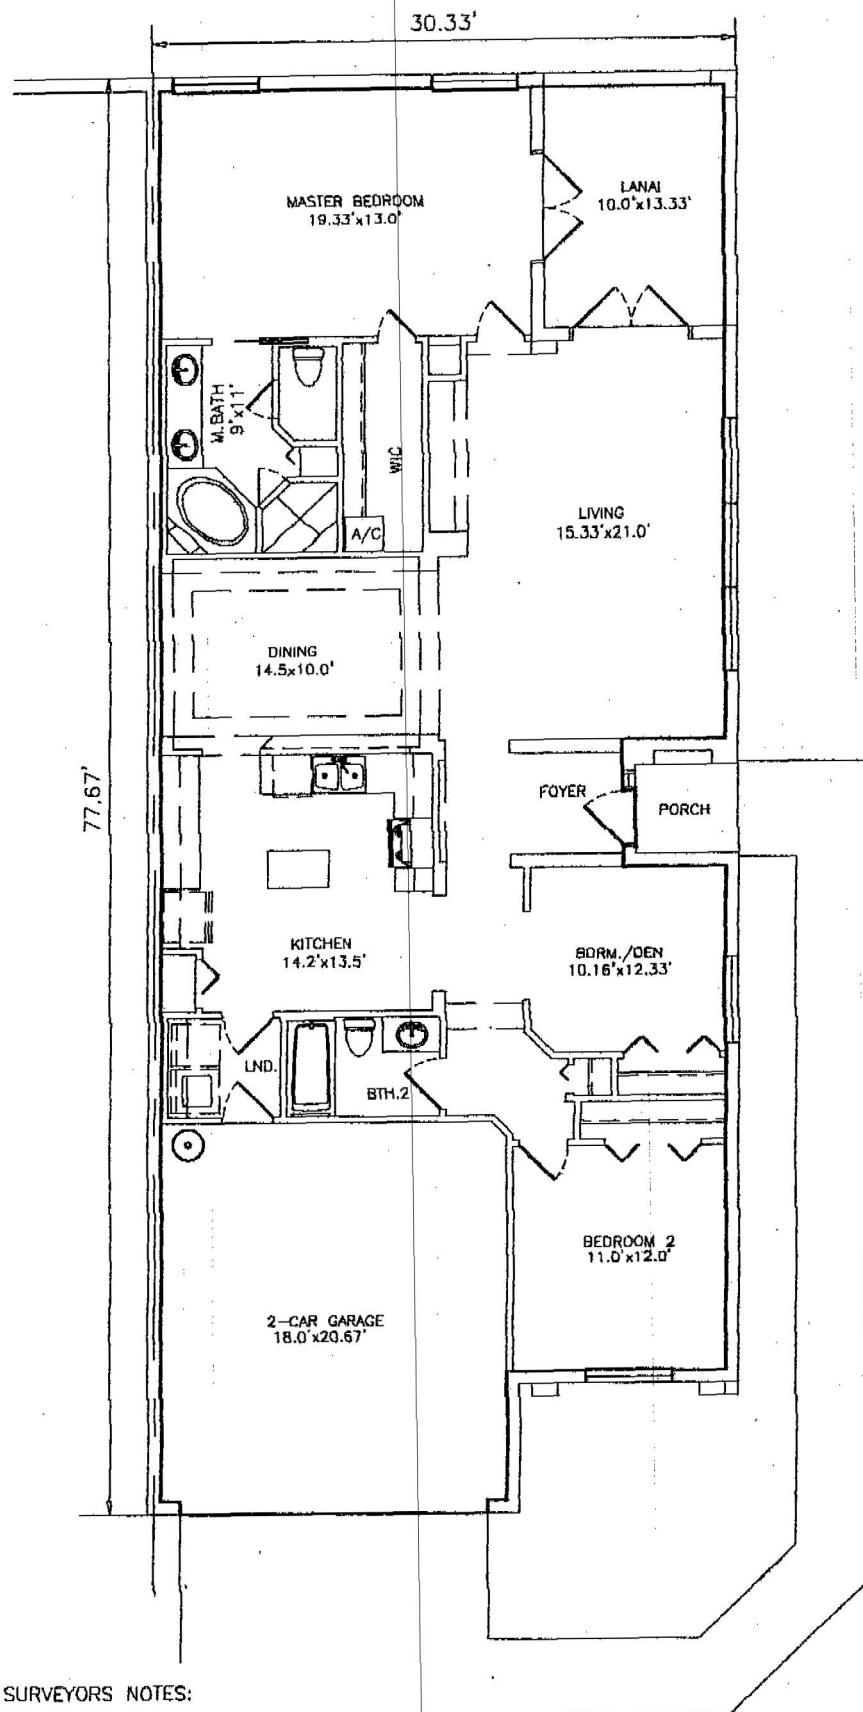 30.33'
MASTER BEDROOM
19.33'x13.0'
LANAI
10.0'x13.33'
M.BATH
9'x11'
WIC
A/C
LIVING
15.33'x21.0'
DINING
14.5x10.0'
77.67'
FOYER
PORCH
KITCHEN
14.2'x13.5'
BDRM./DEN
10.16'x12.33'
LND.
BTH.2
BEDROOM 2
11.0'x12.0'
2-CAR GARAGE
18.0'x20.67'
SURVEYORS NOTES: